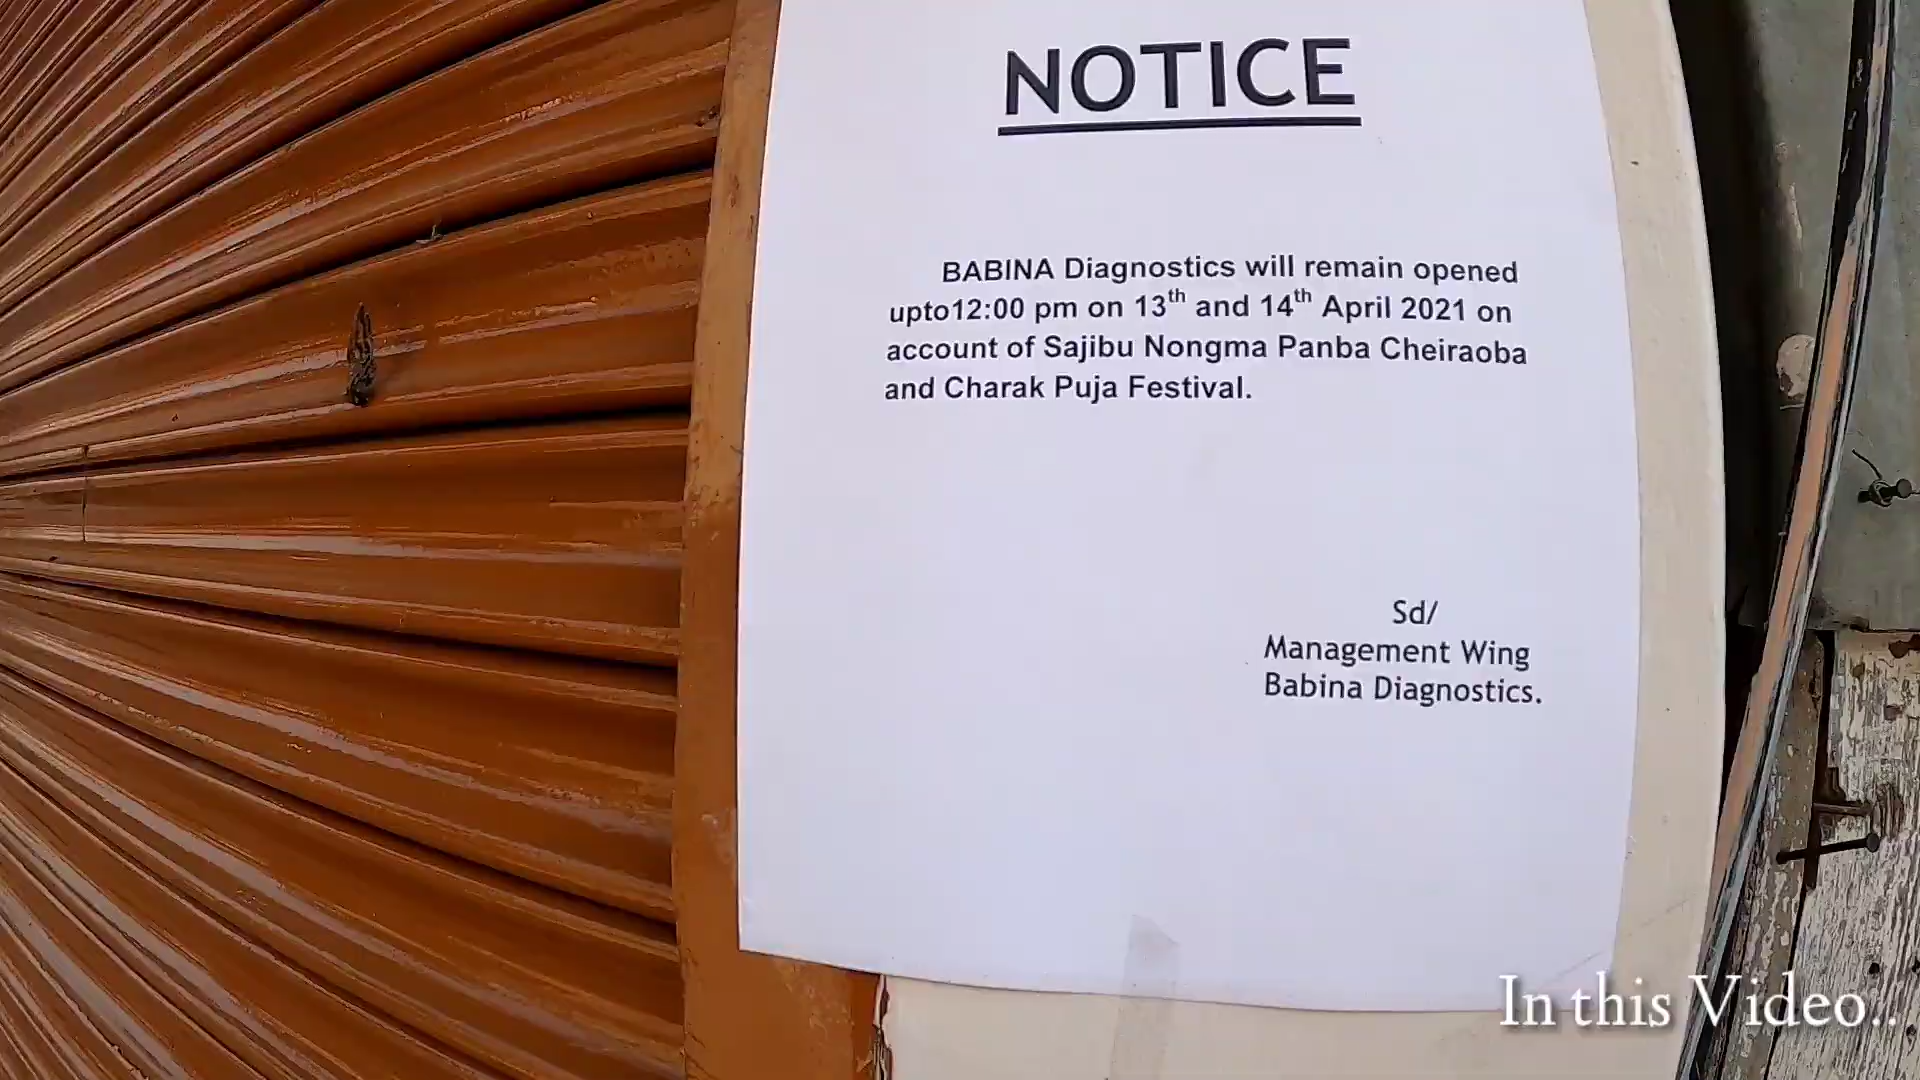 NOTICE
BABINA Diagnostics will remain opened
upto12:00 pm on 13th and 14th April 2021 on
account of Sajibu Nongma Panba Cheiraoba
and Charak Puja Festival.
Sd/
Management Wing
Babina Diagnostics.
In this Video..